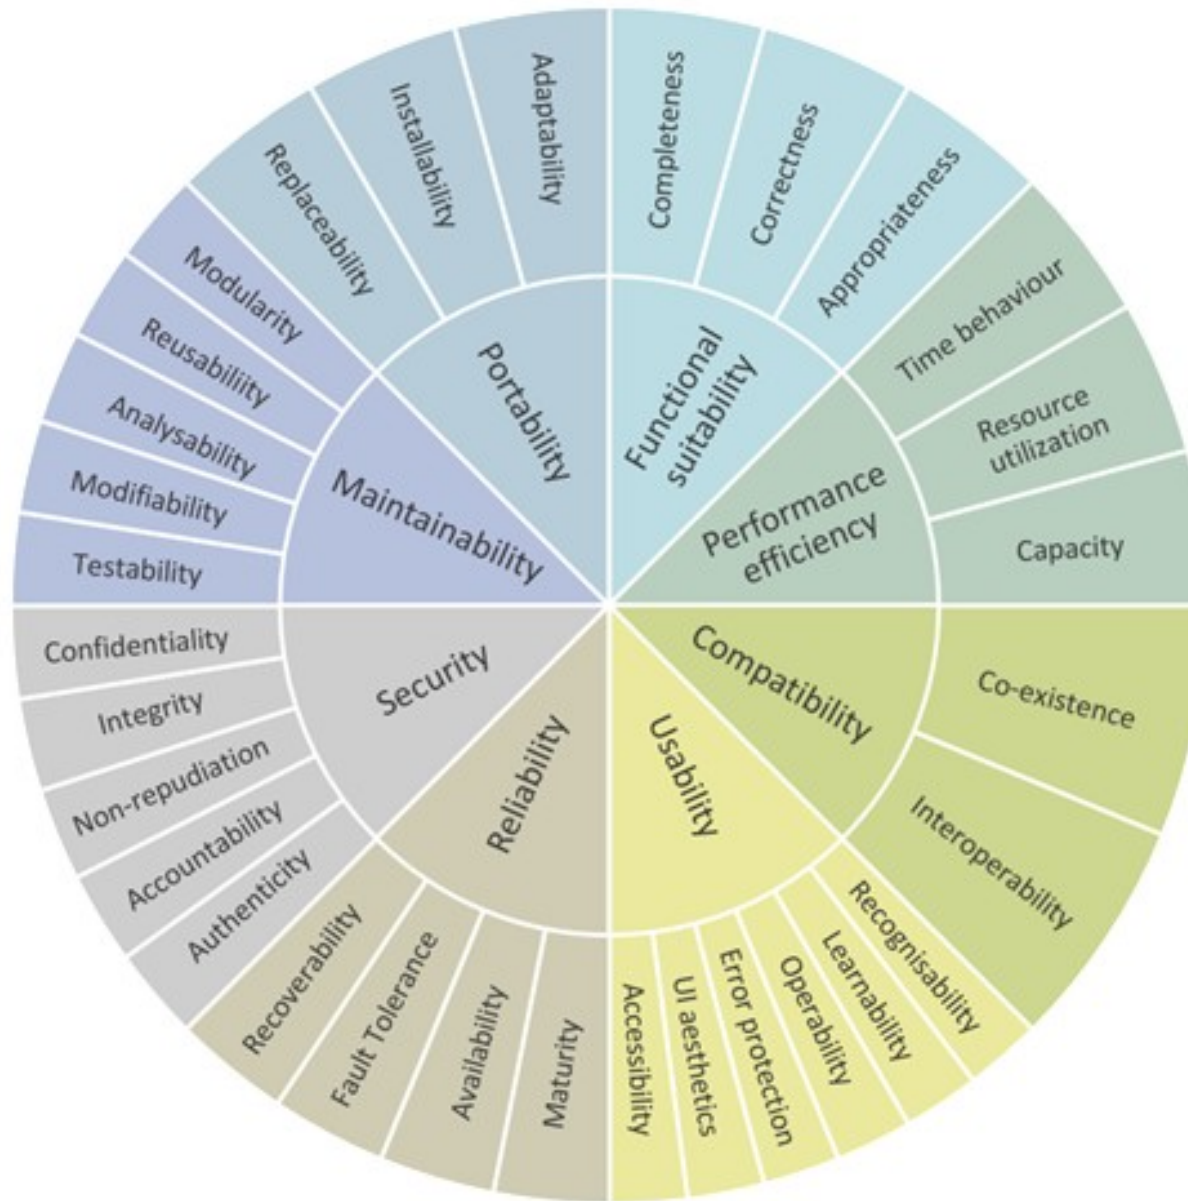 Functional
suitability
Completeness
Correctness
Appropriateness
Performance
efficiency
Time behaviour
Resource
utilization
Capacity
Compatibility
Co-existence
Interoperability
Usability
Recognisability
Learnability
Operability
Error protection
UI aesthetics
Accessibility
Reliability
Maturity
Availability
Fault Tolerance
Recoverability
Security
Authenticity
Accountability
Non-repudiation
Integrity
Confidentiality
Maintainability
Testability
Modifiability
Analysability
Reusabiliity
Modularity
Portability
Replaceability
Installability
Adaptability